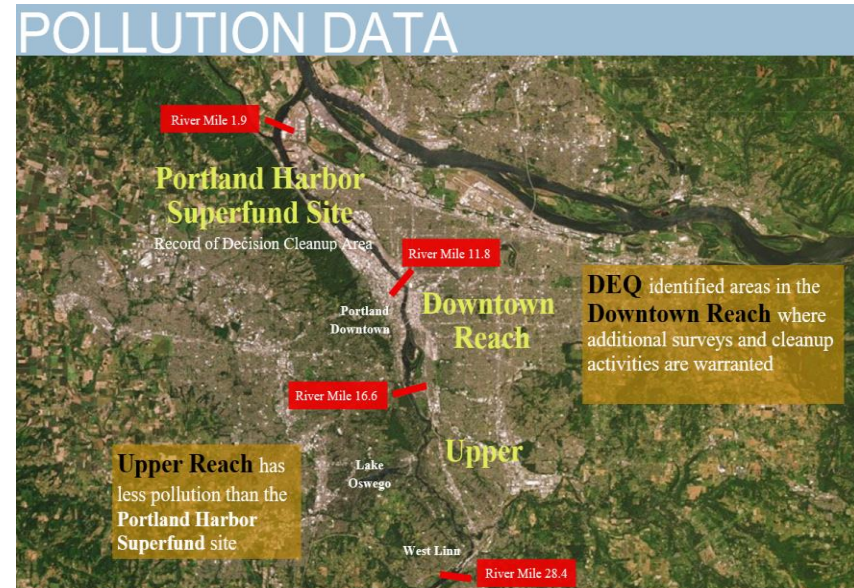 POLLUTION DATA
River Mile 1.9
Portland Harbor
Superfund Site
Record of Decision Cleanup Area
River Mile 11.8
Portland
Downtown
Downtown
Reach
DEQ identified areas in the
Downtown Reach where
additional surveys and cleanup
activities are warranted
River Mile 16.6
Upper
Upper Reach has
less pollution than the
Portland Harbor
Superfund site
Lake
Oswego
West Linn
River Mile 28.4